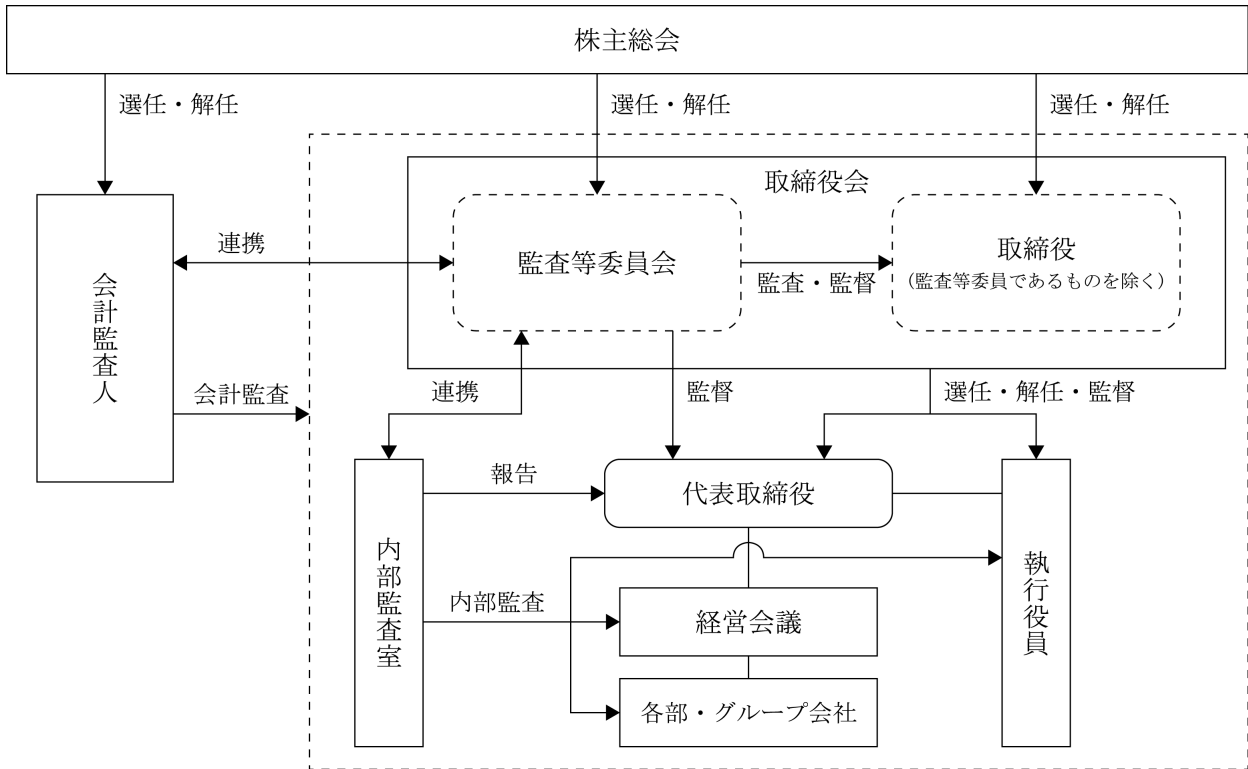 株主総会
選任・解任
選任・解任
選任・解任
取締役会
会計監査人
連携
監査等委員会
監査・監督
取締役
(監査等委員であるものを除く)
会計監査
連携
監督
選任・解任・監督
内部監査室
報告
代表取締役
執行役員
内部監査
経営会議
各部・グループ会社